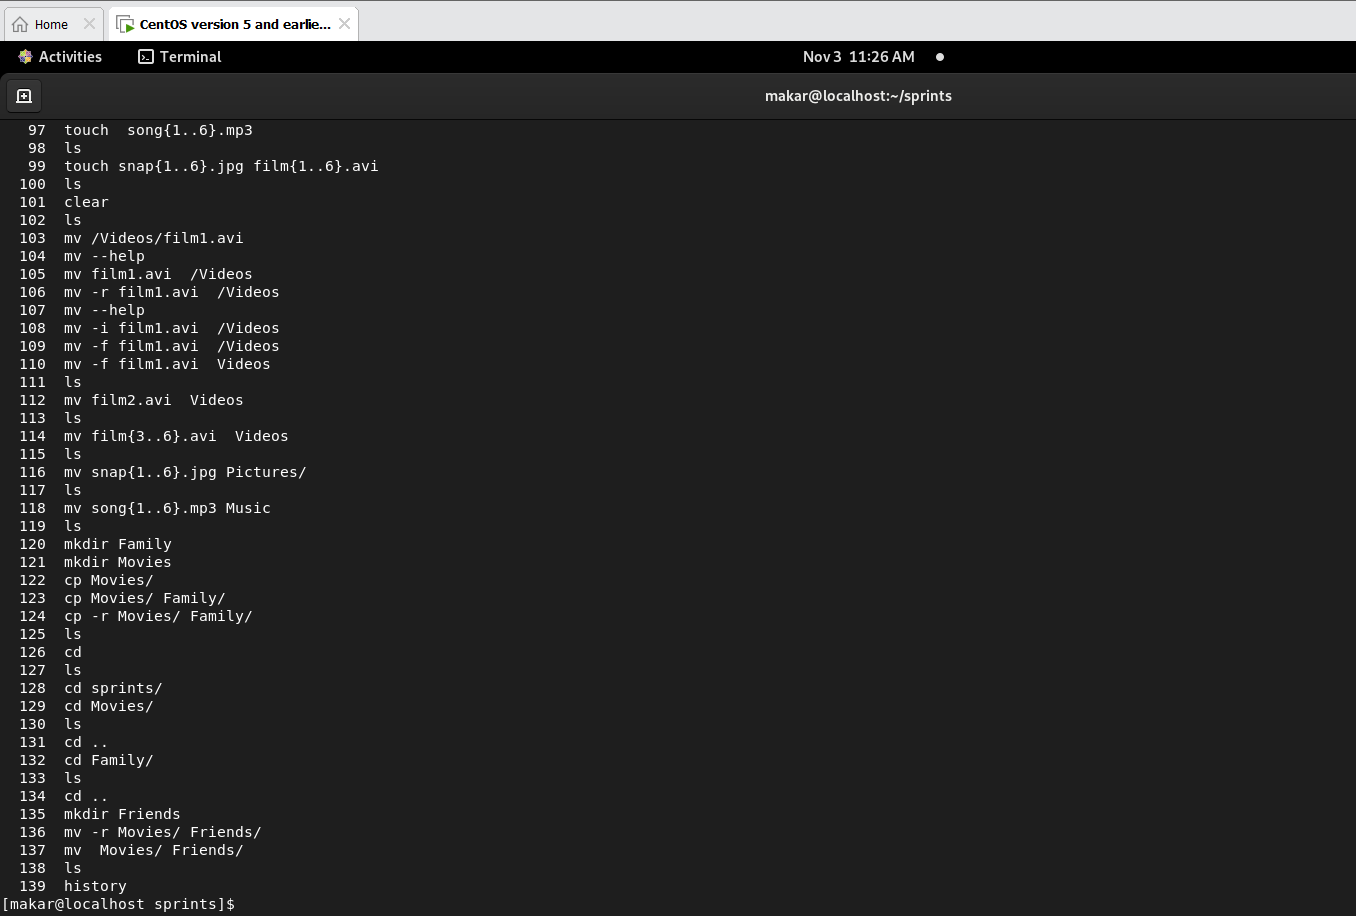 Home
CentOS version 5 and earlie...
Activities Terminal Nov 3 11:26 AM
makar@localhost:~/sprints
97 touch  song{1..6}.mp3
98 ls
99 touch snap{1..6}.jpg film{1..6}.avi
100 ls
101 clear
102 ls
103 mv /Videos/film1.avi
104 mv --help
105 mv film1.avi  /Videos
106 mv -r film1.avi  /Videos
107 mv --help
108 mv -i film1.avi  /Videos
109 mv -f film1.avi  /Videos
110 mv -f film1.avi  Videos
111 ls
112 mv film2.avi  Videos
113 ls
114 mv film{3..6}.avi  Videos
115 ls
116 mv snap{1..6}.jpg Pictures/
117 ls
118 mv song{1..6}.mp3 Music
119 ls
120 mkdir Family
121 mkdir Movies
122 cp Movies/
123 cp Movies/ Family/
124 cp -r Movies/ Family/
125 ls
126 cd
127 ls
128 cd sprints/
129 cd Movies/
130 ls
131 cd ..
132 cd Family/
133 ls
134 cd ..
135 mkdir Friends
136 mv -r Movies/ Friends/
137 mv  Movies/ Friends/
138 ls
139 history
[makar@localhost sprints]$